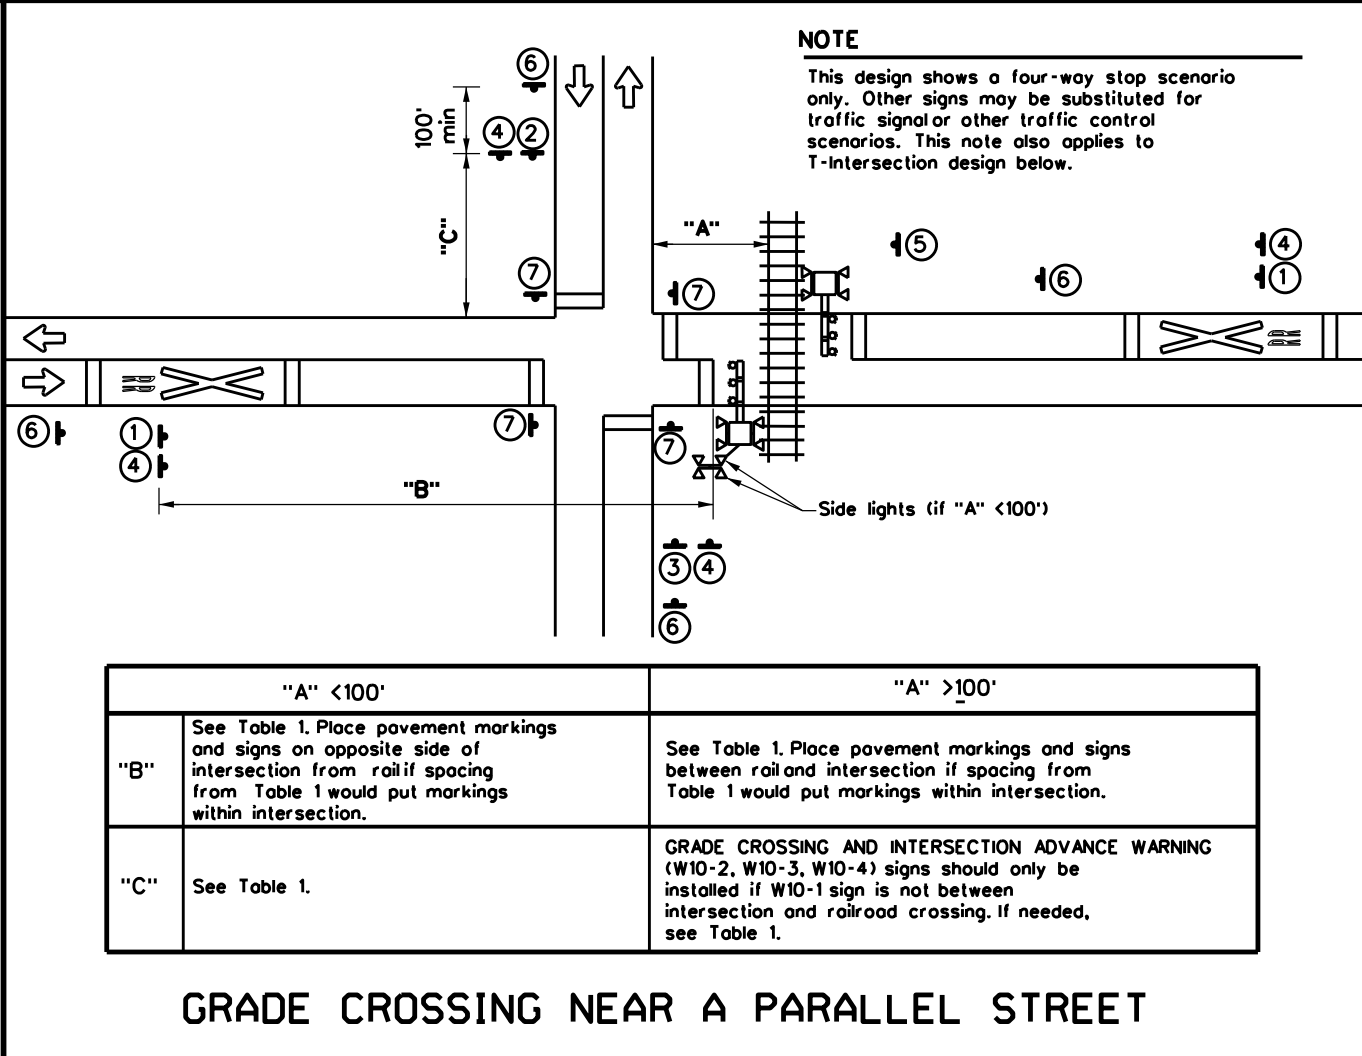 NOTE
This design shows a four-way stop scenario
only. Other signs may be substituted for
traffic signal or other traffic control
scenarios. This note also applies to
T-Intersection design below.
6
100' min
4 2
"C"
7
"A"
7
5
4
6
1
RR
RR
6
1
7
4
7
"B"
Side lights (if "A" <100')
3 4
6
"A" <100'
"A" >100'
"B"
See Table 1. Place pavement markings
and signs on opposite side of
intersection from rail if spacing
from Table 1 would put markings
within intersection.
See Table 1. Place pavement markings and signs
between rail and intersection if spacing from
Table 1 would put markings within intersection.
"C"
See Table 1.
GRADE CROSSING AND INTERSECTION ADVANCE WARNING
(W10-2, W10-3, W10-4) signs should only be
installed if W10-1 sign is not between
intersection and railroad crossing. If needed,
see Table 1.
GRADE CROSSING NEAR A PARALLEL STREET